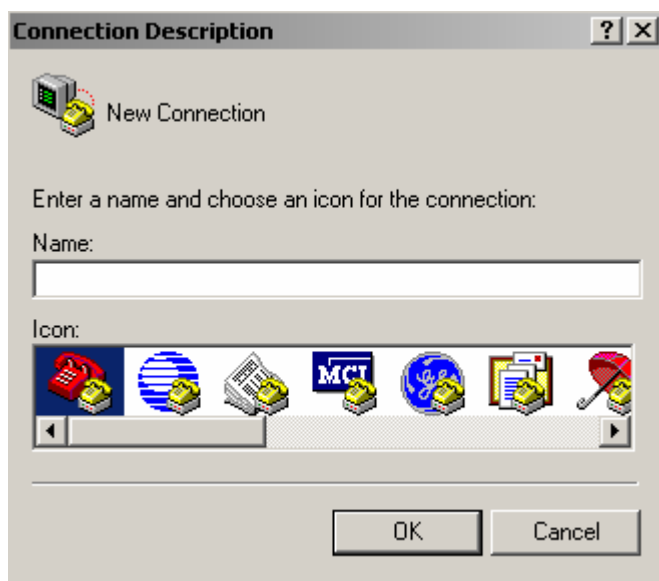 Connection Description
New Connection
Enter a name and choose an icon for the connection:
Name:
Icon:
MCI
OK
Cancel